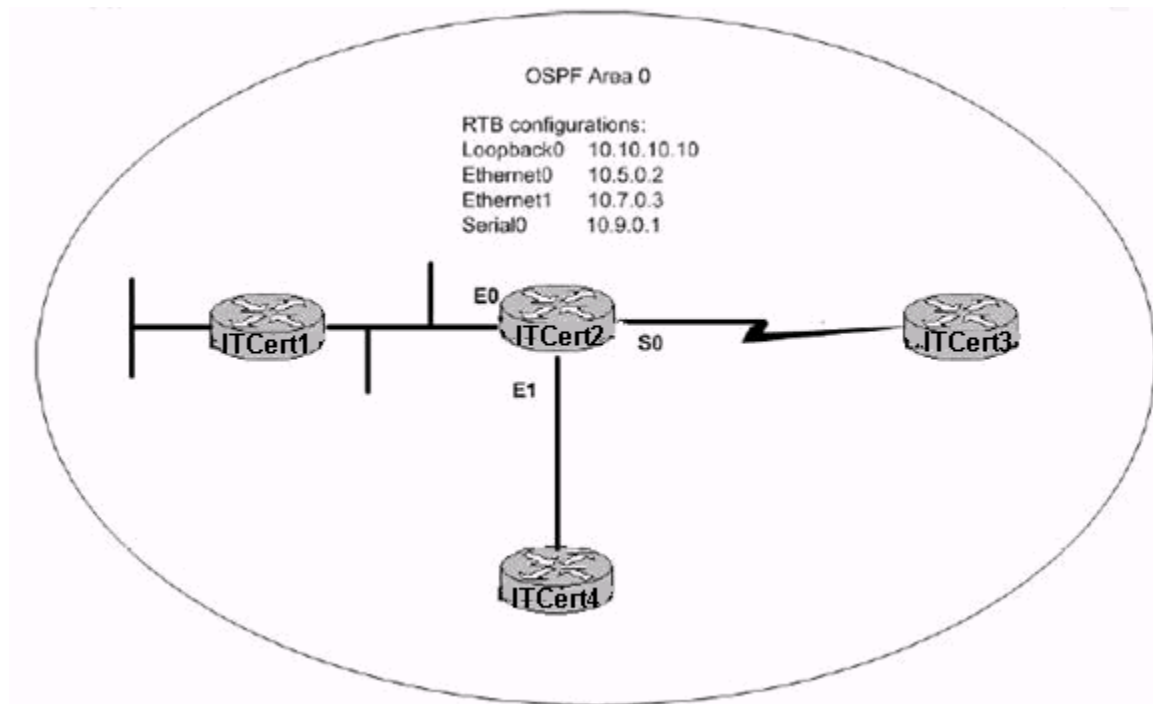 OSPF Area 0
RTB configurations:
Loopback0 10.10.10.10
Ethernet0 10.5.0.2
Ethernet1 10.7.0.3
Serial0 10.9.0.1
E0
ITCert1
ITCert2
S0
ITCert3
E1
ITCert4